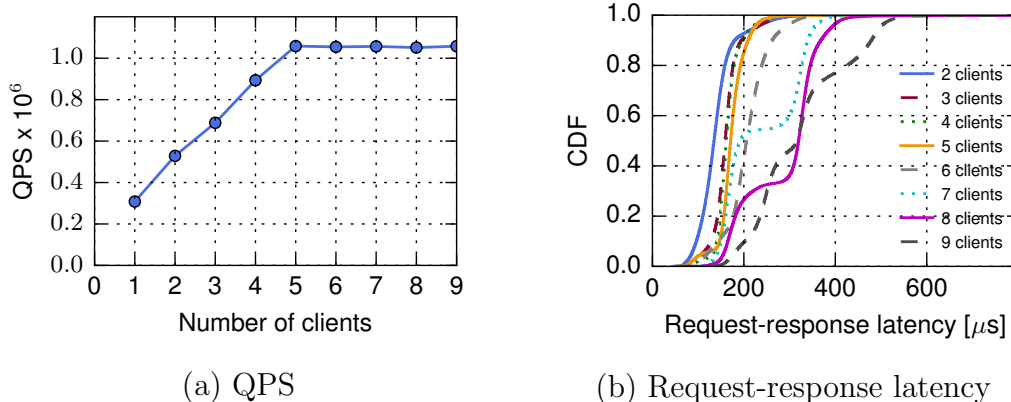 QPS x 10⁶
1.0
0.8
0.6
0.4
0.2
0.0
0 1 2 3 4 5 6 7 8 9
Number of clients
(a) QPS
CDF
1.0
0.8
0.6
0.4
0.2
0.0
2 clients
3 clients
4 clients
5 clients
6 clients
7 clients
8 clients
9 clients
0 200 400 600
Request-response latency [μs]
(b) Request-response latency